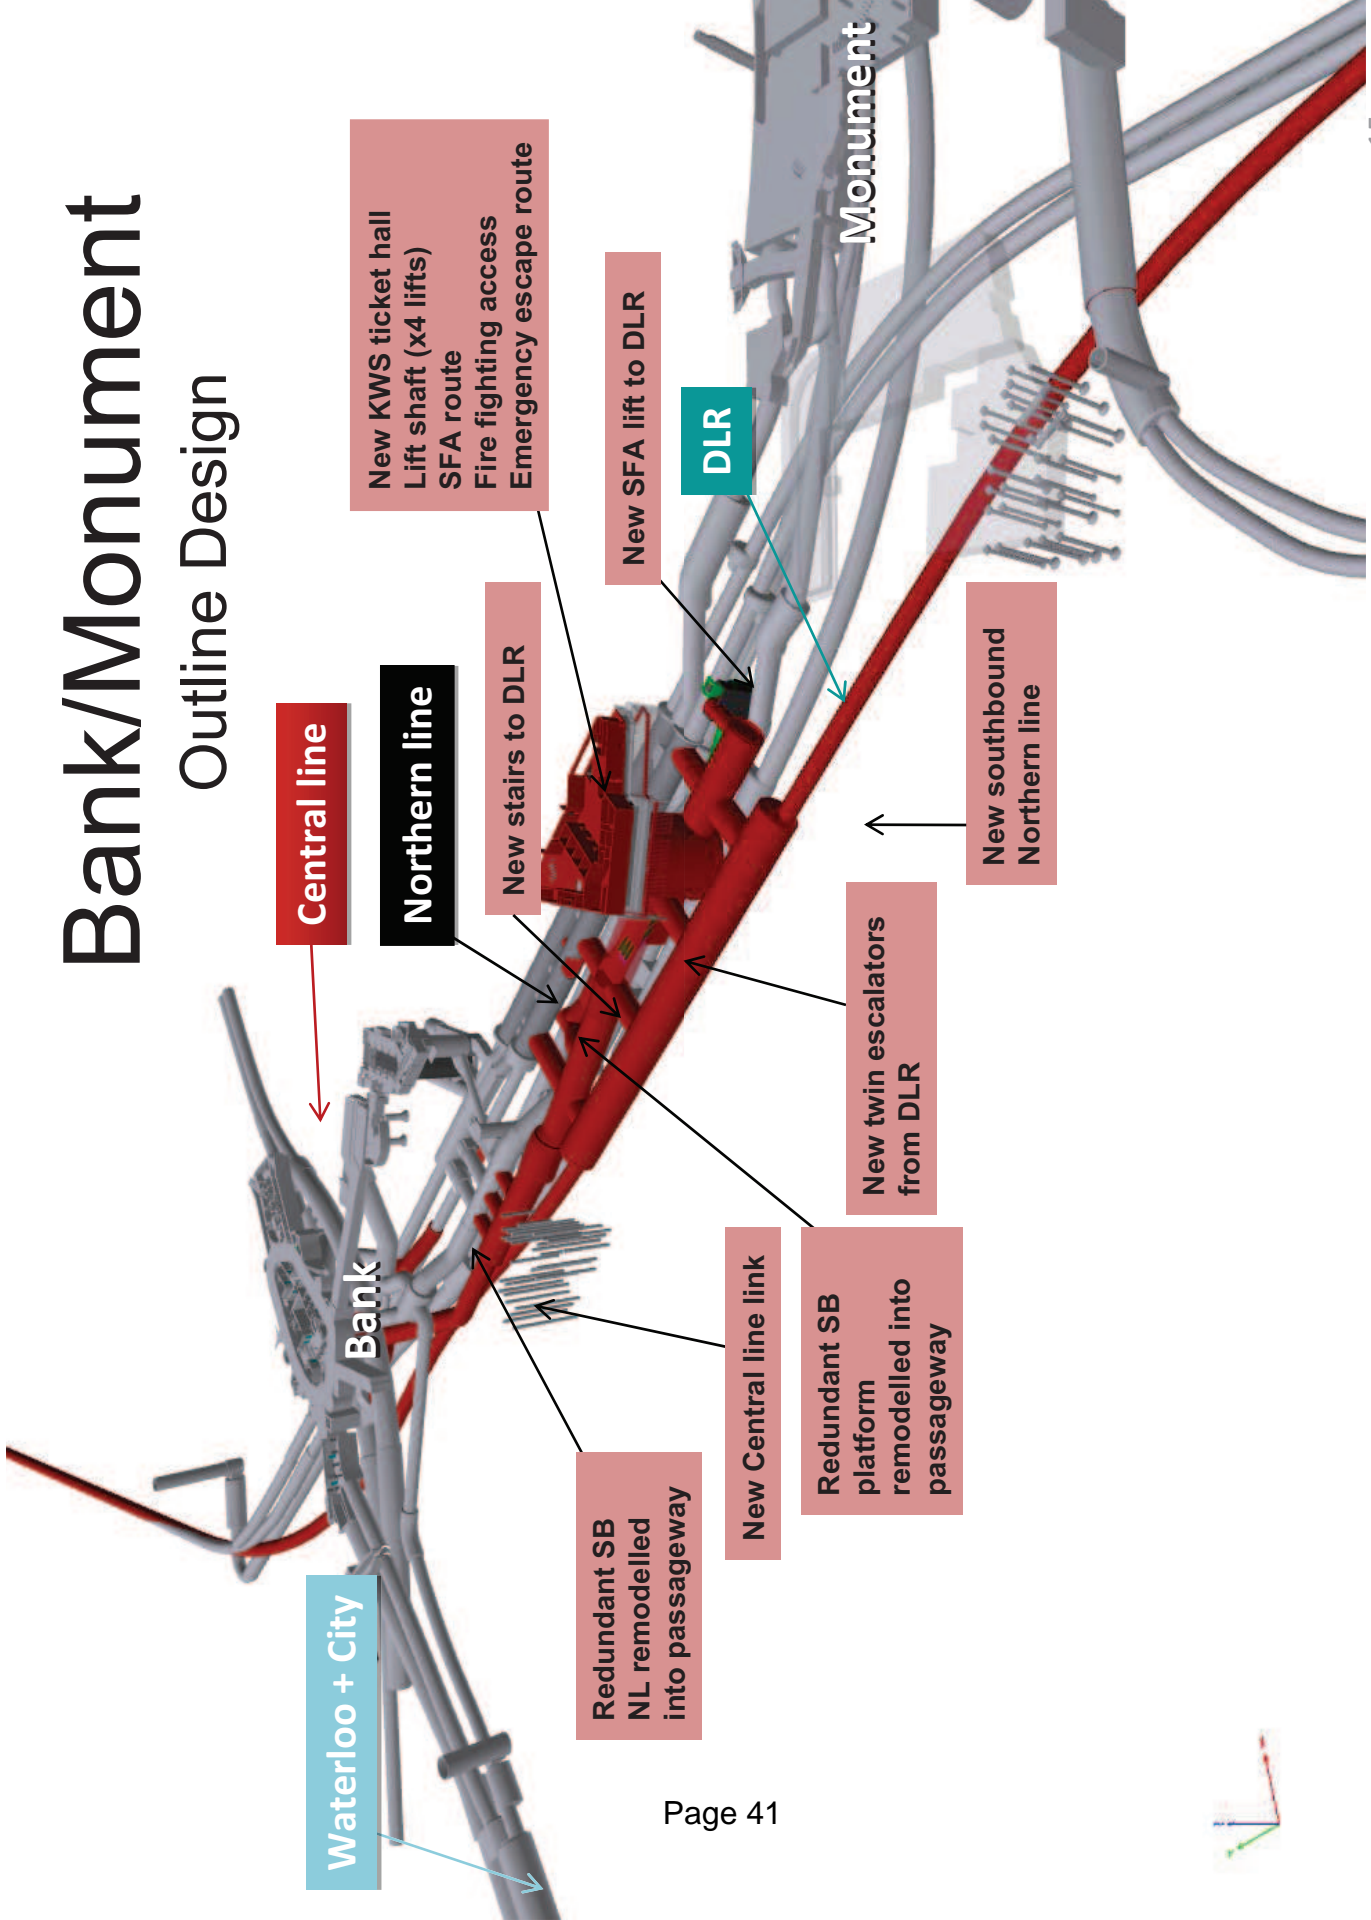 Bank/Monument
Outline Design
Central line
Northern line
New stairs to DLR
New KWS ticket hall
Lift shaft (x4 lifts)
SFA route
Fire fighting access
Emergency escape route
New SFA lift to DLR
DLR
Monument
Bank
Waterloo + City
Redundant SB
NL remodelled
into passageway
New Central line link
Redundant SB
platform
remodelled into
passageway
New twin escalators
from DLR
New southbound
Northern line
Page 41